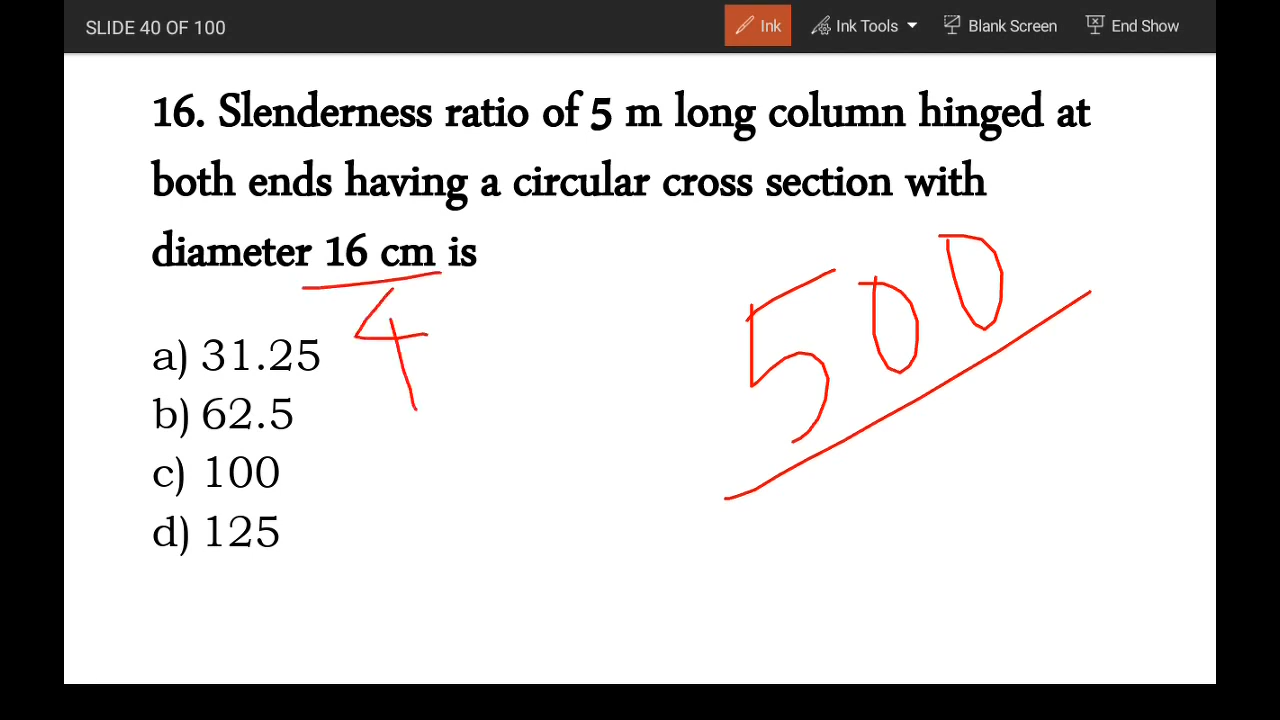 SLIDE 40 OF 100
Ink
Ink Tools
Blank Screen
End Show
16. Slenderness ratio of 5 m long column hinged at
both ends having a circular cross section with
diameter 16 cm is
4
500
a) 31.25
b) 62.5
c) 100
d) 125